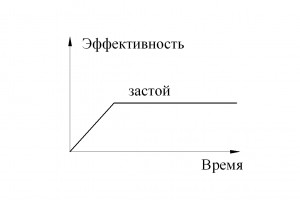 Эффективность
застой
Время